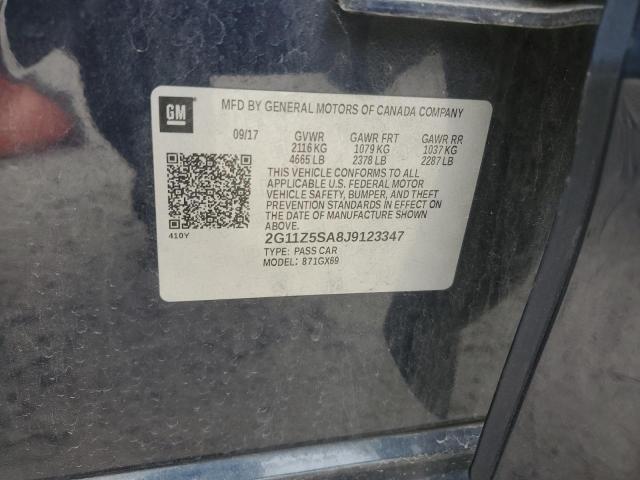 GM
MFD BY GENERAL MOTORS OF CANADA COMPANY
09/17 GVWR GAWR FRT GAWR RR
2116 KG 1079 KG 1037 KG
4665 LB 2378 LB 2287 LB
THIS VEHICLE CONFORMS TO ALL
APPLICABLE U.S. FEDERAL MOTOR
VEHICLE SAFETY, BUMPER, AND THEFT
PREVENTION STANDARDS IN EFFECT ON
THE DATE OF MANUFACTURE SHOWN
ABOVE.
410Y
2G11Z5SA8J9123347
TYPE: PASS CAR
MODEL: 871GX69